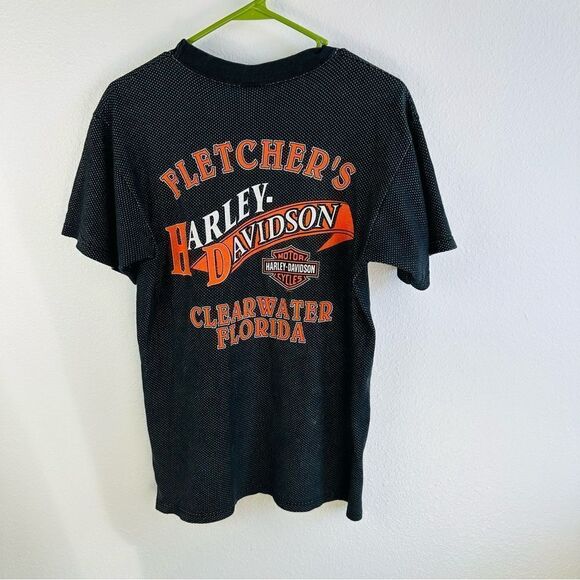 FLETCHER'S
HARLEY-
DAVIDSON
MOTOR
HARLEY-DAVIDSON
CYCLES
CLEARWATER
FLORIDA